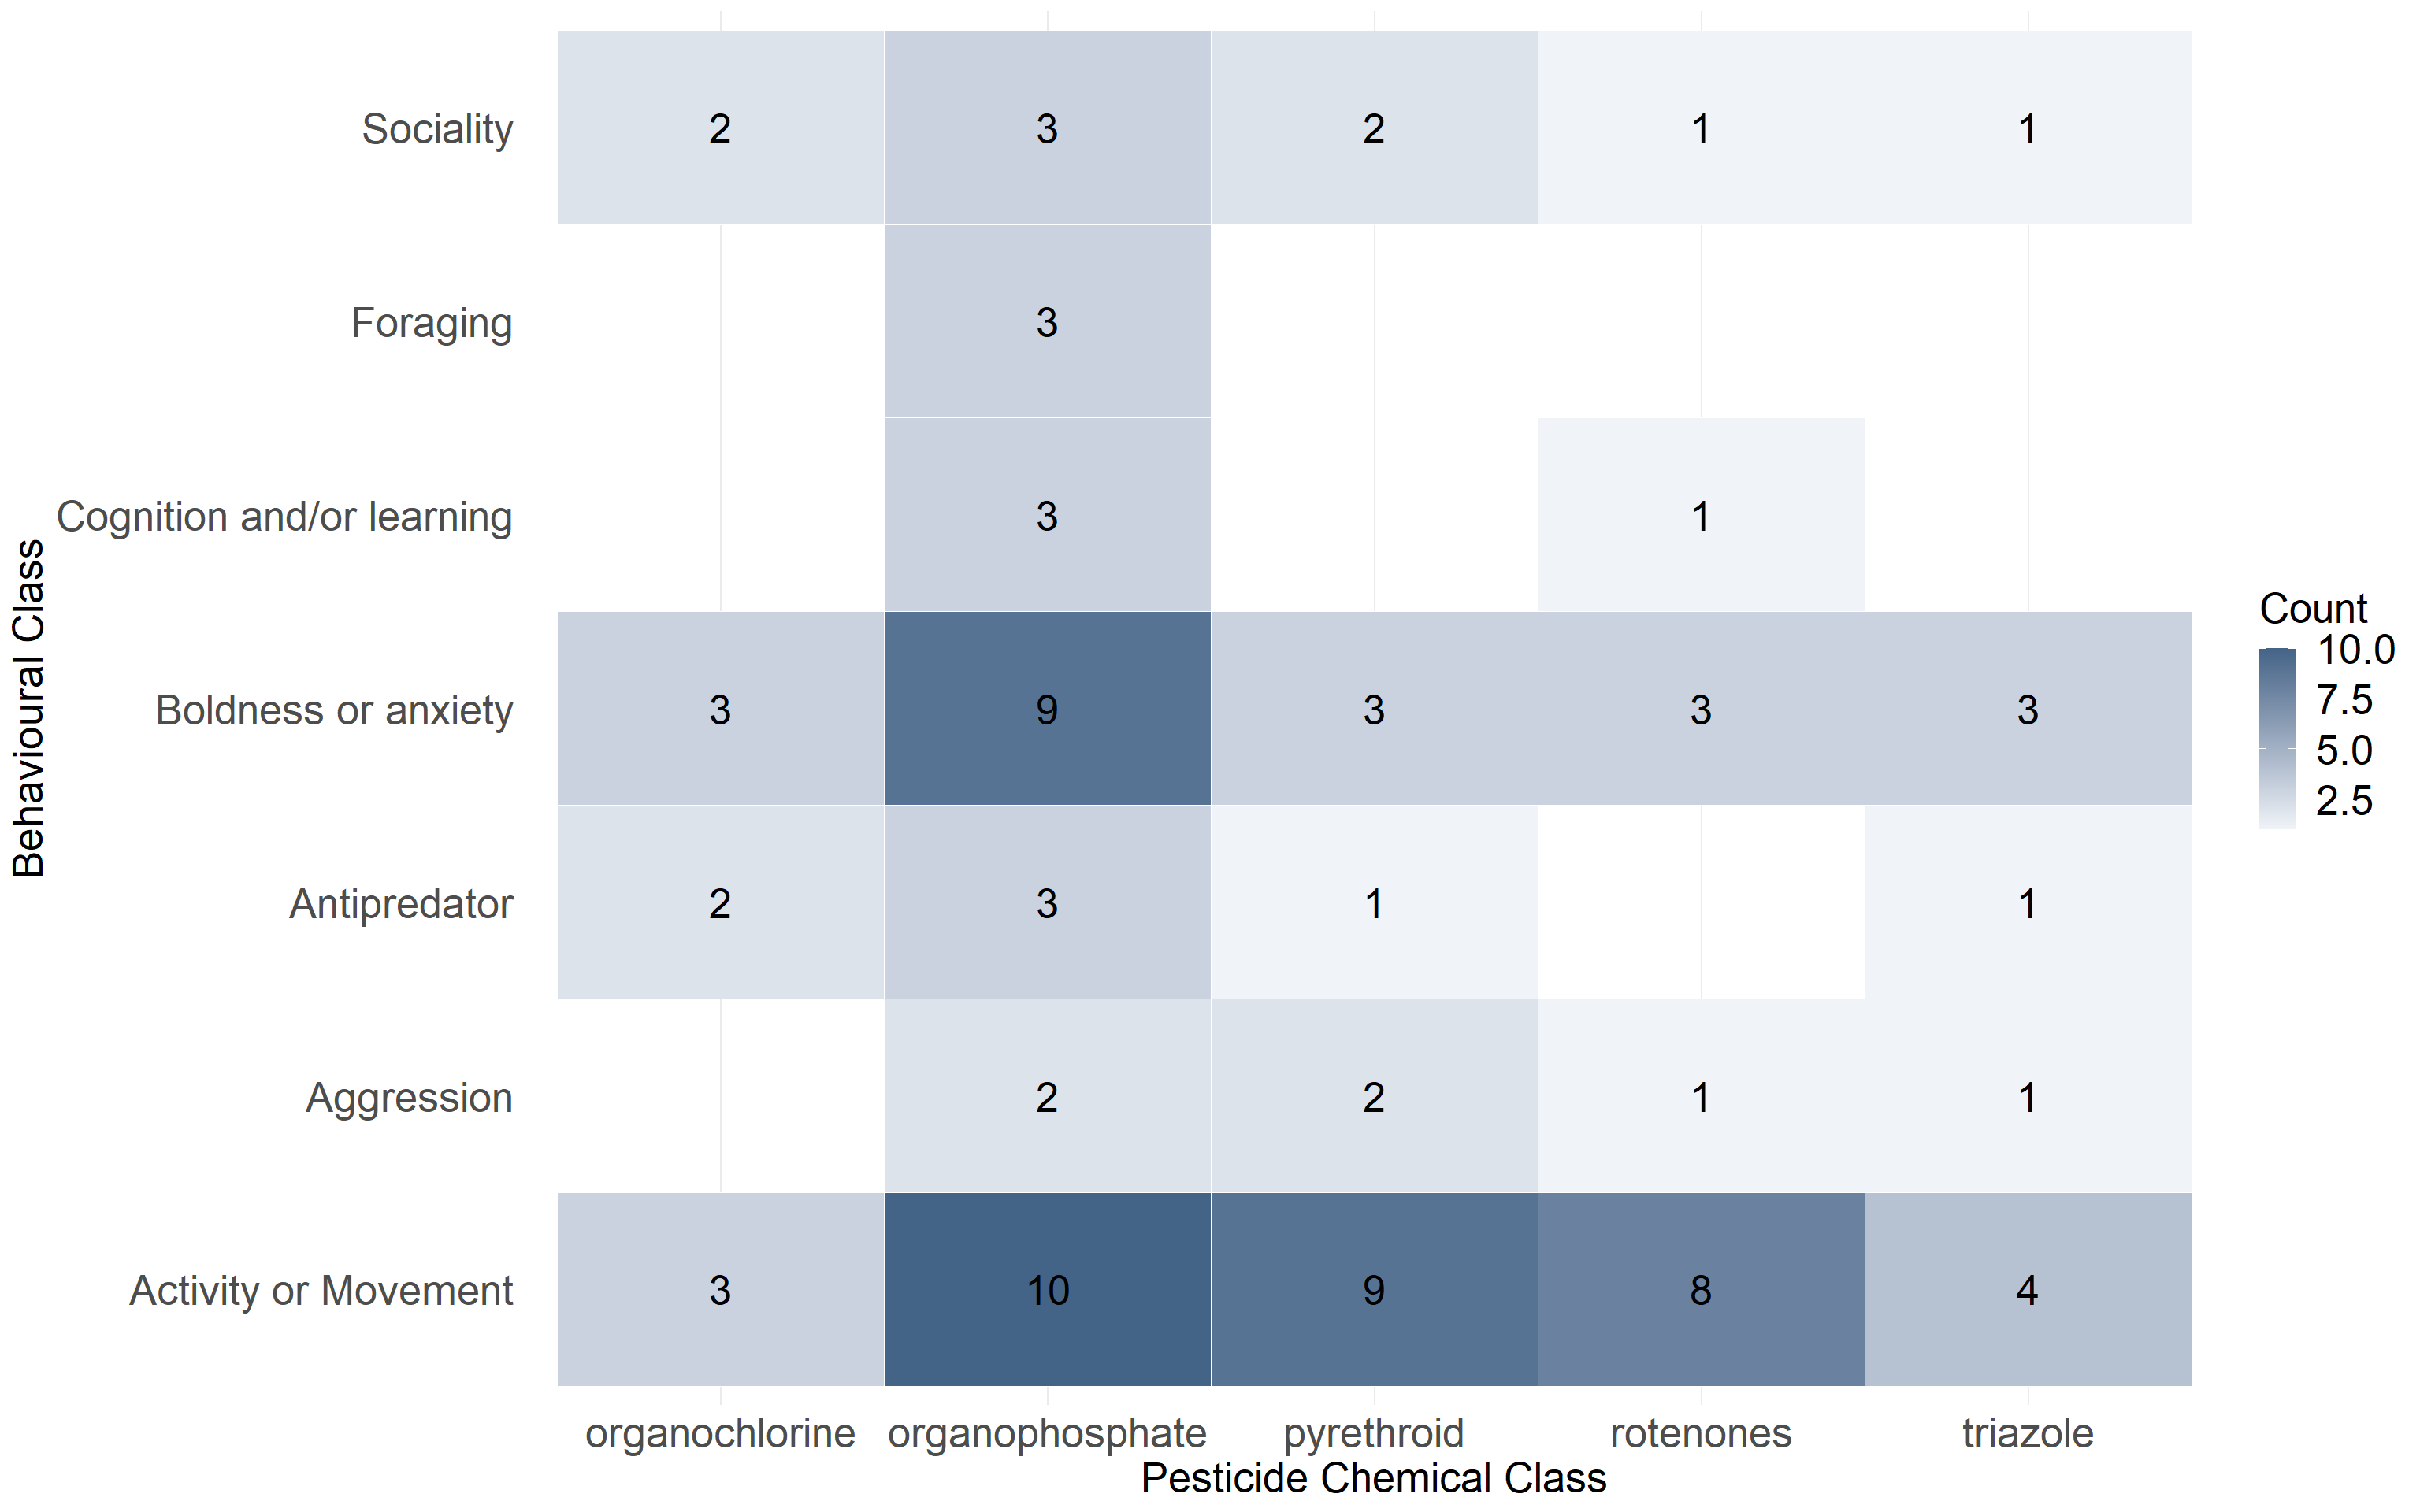 Sociality 2 3 2 1 1
Foraging 3
Cognition and/or learning 3 1
Boldness or anxiety 3 9 3 3 3
Antipredator 2 3 1 1
Aggression 2 2 1 1
Activity or Movement 3 10 9 8 4
organochlorine organophosphate pyrethroid rotenones triazole
Pesticide Chemical Class
Behavioural Class
Count
10.0
7.5
5.0
2.5